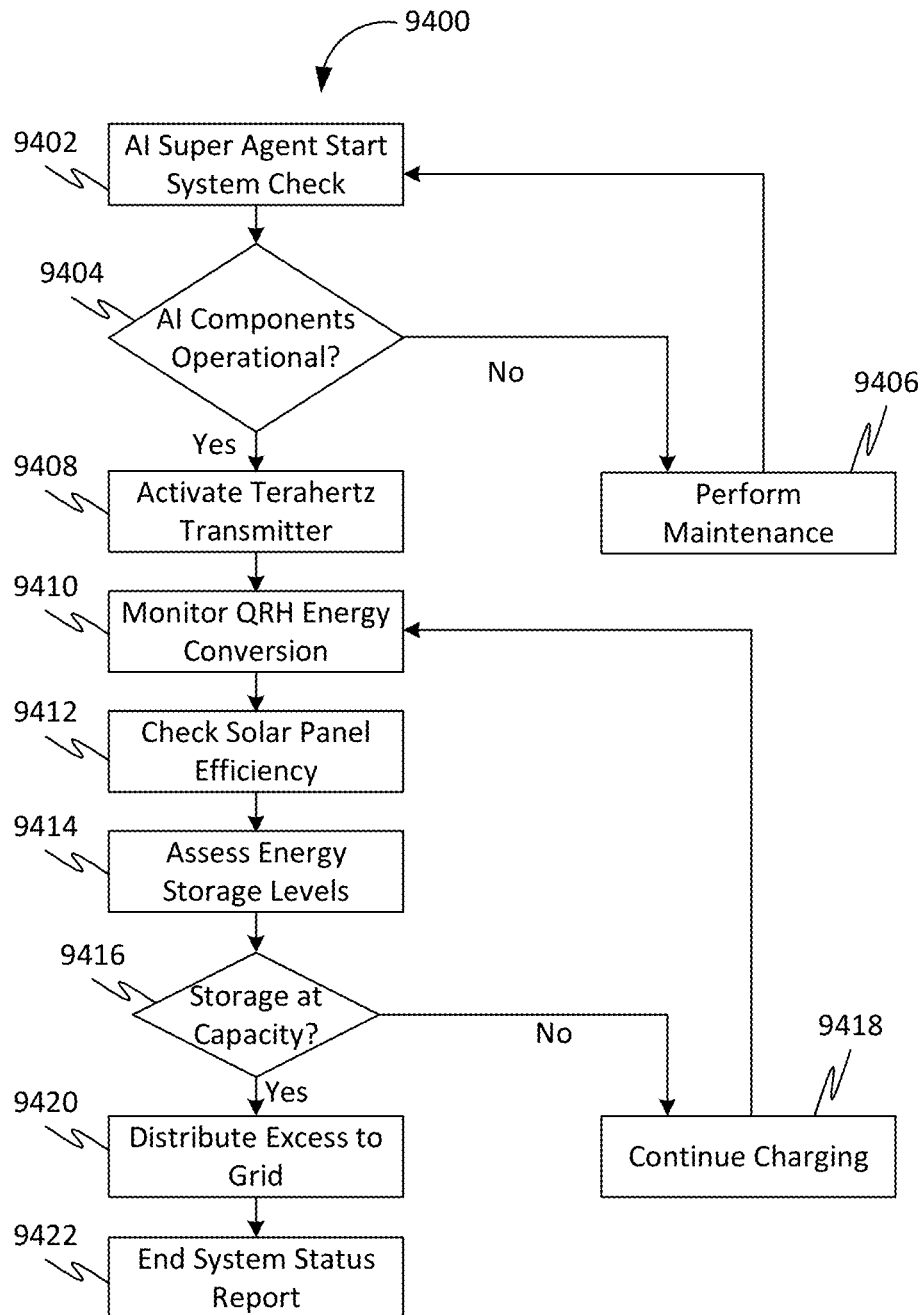 9400
9402
AI Super Agent Start
System Check
9404
AI Components
Operational?
No
9406
Yes
9408
Activate Terahertz
Transmitter
Perform
Maintenance
9410
Monitor QRH Energy
Conversion
9412
Check Solar Panel
Efficiency
9414
Assess Energy
Storage Levels
9416
Storage at
Capacity?
No
9418
Yes
9420
Distribute Excess to
Grid
Continue Charging
9422
End System Status
Report